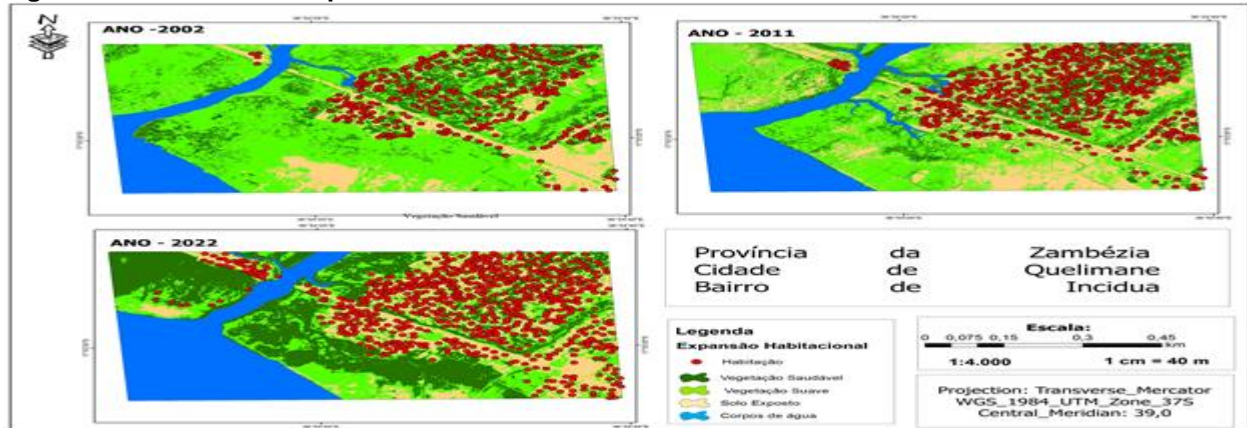 N
ANO - 2002
ANO - 2011
Vegetação Saudável
ANO - 2022
Província da Zambézia
Cidade de Quelimane
Bairro de Incidua
Legenda
Expansão Habitacional
Habitação
Vegetação Saudável
Vegetação Suave
Solo Exposto
Corpos de água
Escala:
0 0,075 0,15 0,3 0,45
km
1:4.000 1 cm = 40 m
Projection: Transverse_Mercator
WGS_1984_UTM_Zone_37S
Central_Meridian: 39,0